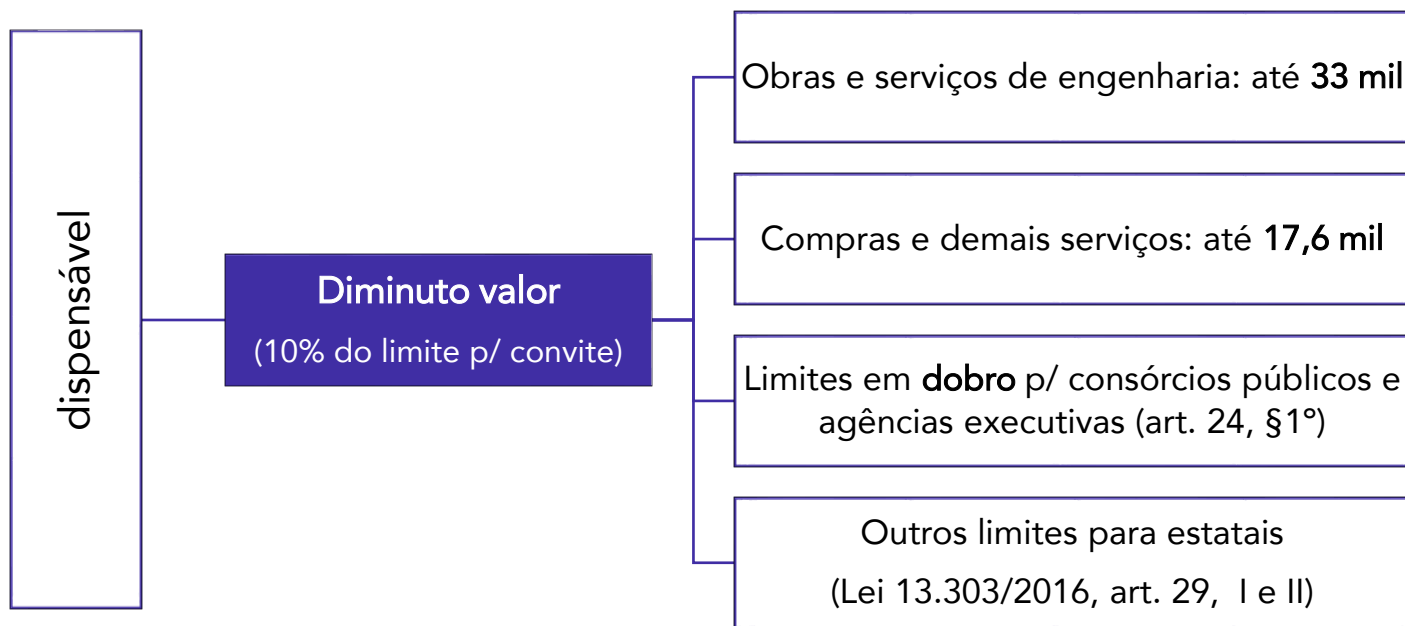 dispensável
Diminuto valor
(10% do limite p/ convite)
Obras e serviços de engenharia: até 33 mil
Compras e demais serviços: até 17,6 mil
Limites em dobro p/ consórcios públicos e
agências executivas (art. 24, §1º)
Outros limites para estatais
(Lei 13.303/2016, art. 29, I e II)